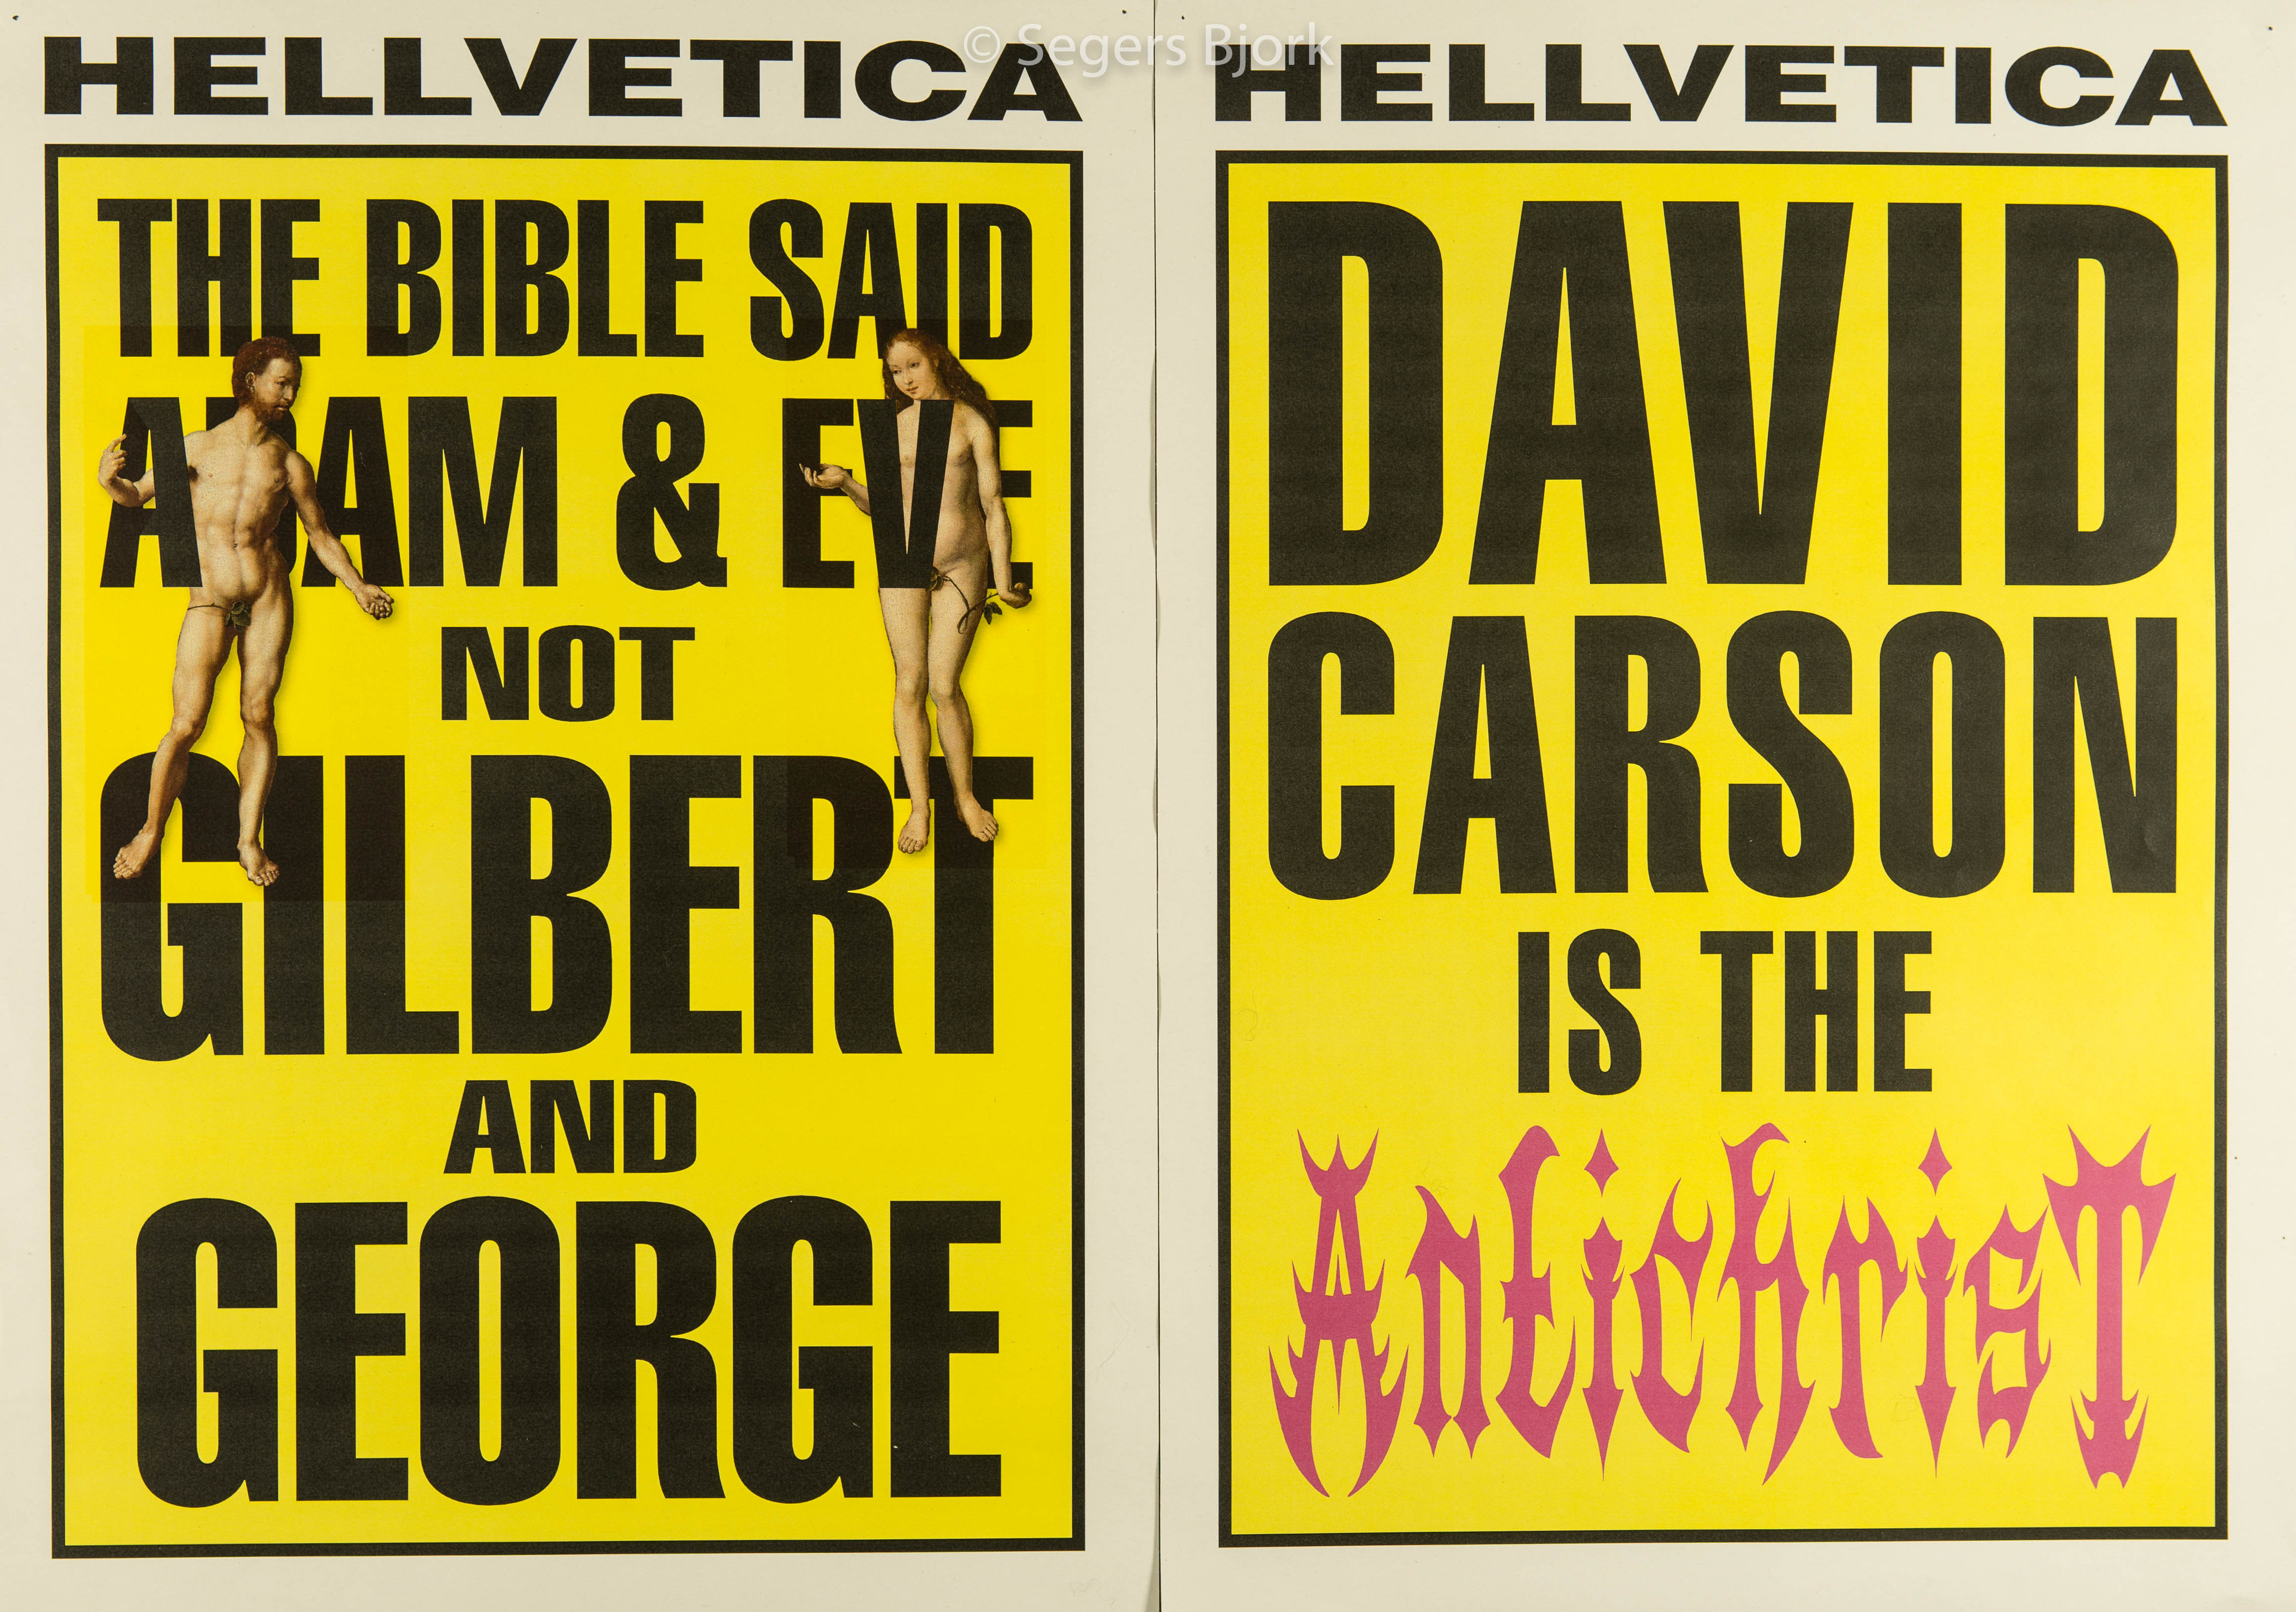 © Segers Bjork
HELLVETICA
THE BIBLE SAID
ADAM & EVE
NOT
GILBERT
AND
GEORGE
HELLVETICA
DAVID
CARSON
IS THE
AntichrisT